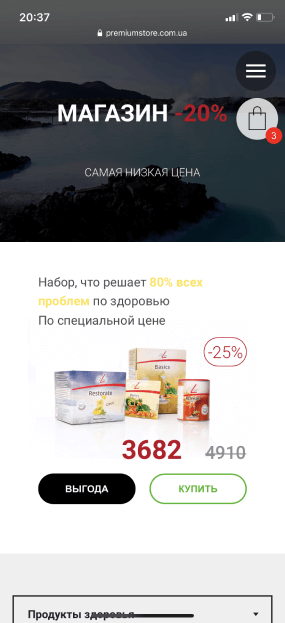 20:37
premiumstore.com.ua
МАГАЗИН -20%
3
САМАЯ НИЗКАЯ ЦЕНА
Набор, что решает 80% всех
проблем по здоровью
По специальной цене
-25%
Basics
Restorate
3682 4910
ВЫГОДА КУПИТЬ
Продукты здоровья